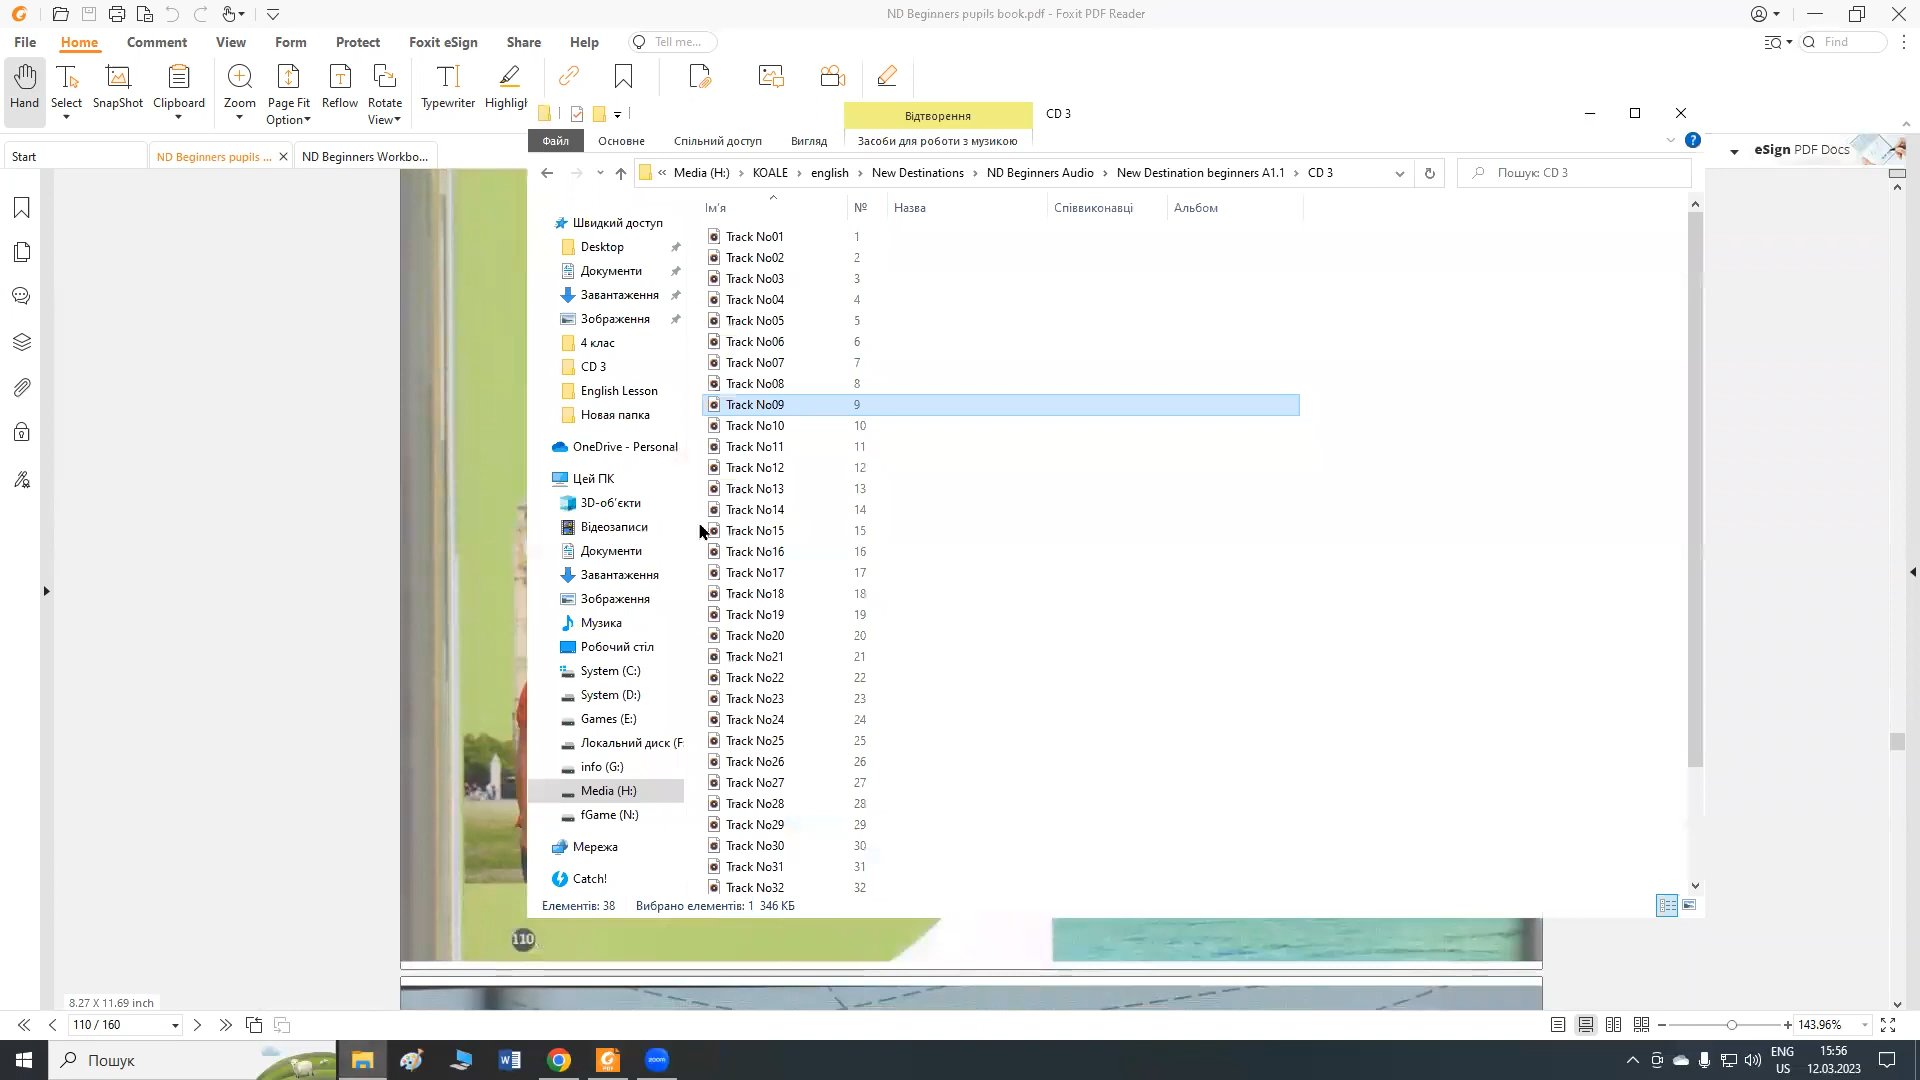 ND Beginners pupils book.pdf - Foxit PDF Reader
File Home Comment View Form Protect Foxit eSign Share Help Tell me... Find
Hand Select SnapShot Clipboard Zoom Page Fit Option Reflow Rotate View Typewriter Highligh
Start ND Beginners pupils ... ND Beginners Workbo...
eSign PDF Docs
Відтворення CD 3
Файл Основне Спільний доступ Вигляд Засоби для роботи з музикою
« Media (H:) KOALE english New Destinations ND Beginners Audio New Destination beginners A1.1 CD 3
Пошук: CD 3
Швидкий доступ
Desktop
Документи
Завантаження
Зображення
4 клас
CD 3
English Lesson
Новая папка
OneDrive - Personal
Цей ПК
3D-об'єкти
Відеозаписи
Документи
Завантаження
Зображення
Музика
Робочий стіл
System (C:)
System (D:)
Games (E:)
Локальний диск (F
info (G:)
Media (H:)
fGame (N:)
Мережа
Catch!
Ім'я № Назва Співвиконавці Альбом
Track No01 1
Track No02 2
Track No03 3
Track No04 4
Track No05 5
Track No06 6
Track No07 7
Track No08 8
Track No09 9
Track No10 10
Track No11 11
Track No12 12
Track No13 13
Track No14 14
Track No15 15
Track No16 16
Track No17 17
Track No18 18
Track No19 19
Track No20 20
Track No21 21
Track No22 22
Track No23 23
Track No24 24
Track No25 25
Track No26 26
Track No27 27
Track No28 28
Track No29 29
Track No30 30
Track No31 31
Track No32 32
Елементів: 38 Вибрано елементів: 1 346 КБ
110
8.27 X 11.69 inch
110 / 160
143.96%
Пошук
zoom
ENG
US
15:56
12.03.2023